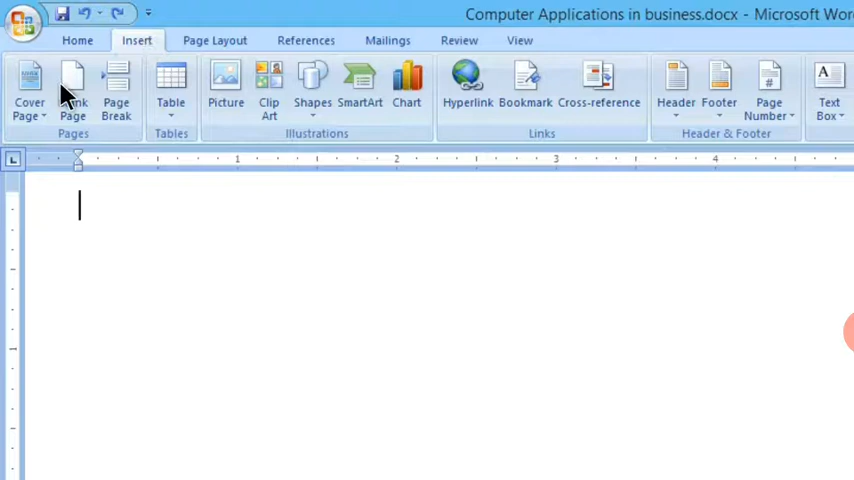 Computer Applications in business.docx - Microsoft
Home Insert Page Layout References Mailings Review View
Cover Page
Page
Page Break
Table
Picture
Clip Art
Shapes
SmartArt
Chart
Hyperlink
Bookmark
Cross-reference
Header
Footer
Page Number
Text Box
Pages Tables Illustrations Links Header & Footer
L 1 2 3 4